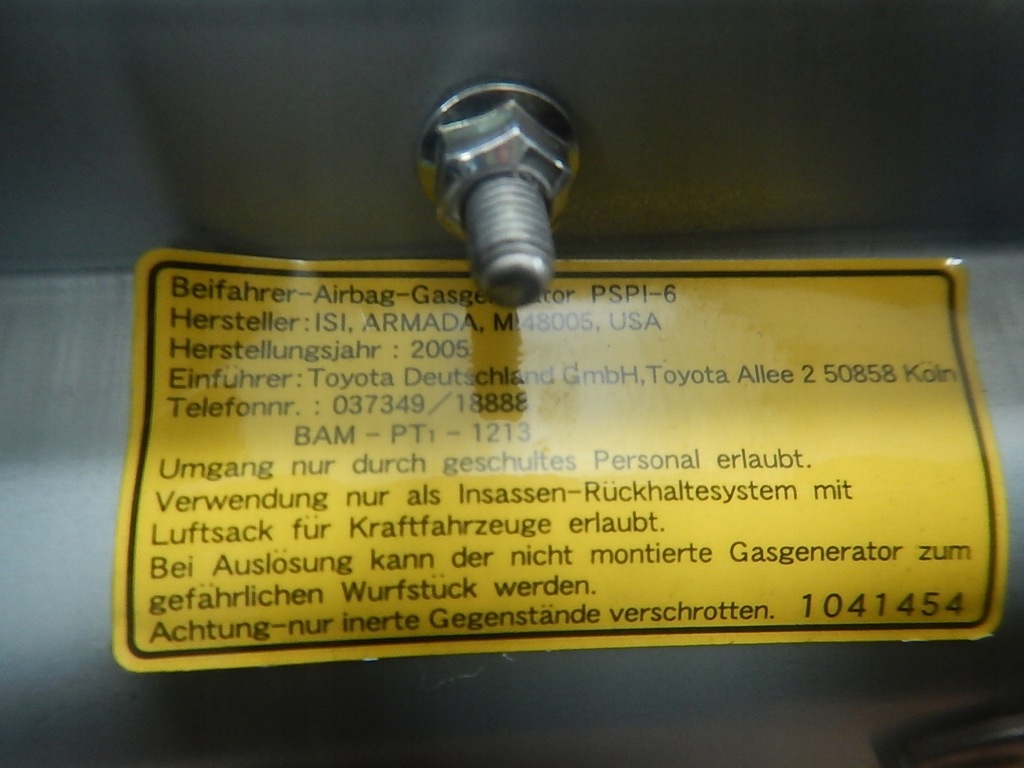 Beifahrer-Airbag-Gasgenerator PSPI-6
Hersteller: ISI, ARMADA, MI 48005, USA
Herstellungsjahr : 2005
Einführer: Toyota Deutschland GmbH, Toyota Allee 2 50858 Köln
Telefonnr. : 037349/18888
BAM - PT1 - 1213
Umgang nur durch geschultes Personal erlaubt.
Verwendung nur als Insassen-Rückhaltesystem mit
Luftsack für Kraftfahrzeuge erlaubt.
Bei Auslösung kann der nicht montierte Gasgenerator zum
gefährlichen Wurfstück werden.
Achtung-nur inerte Gegenstände verschrotten. 1041454